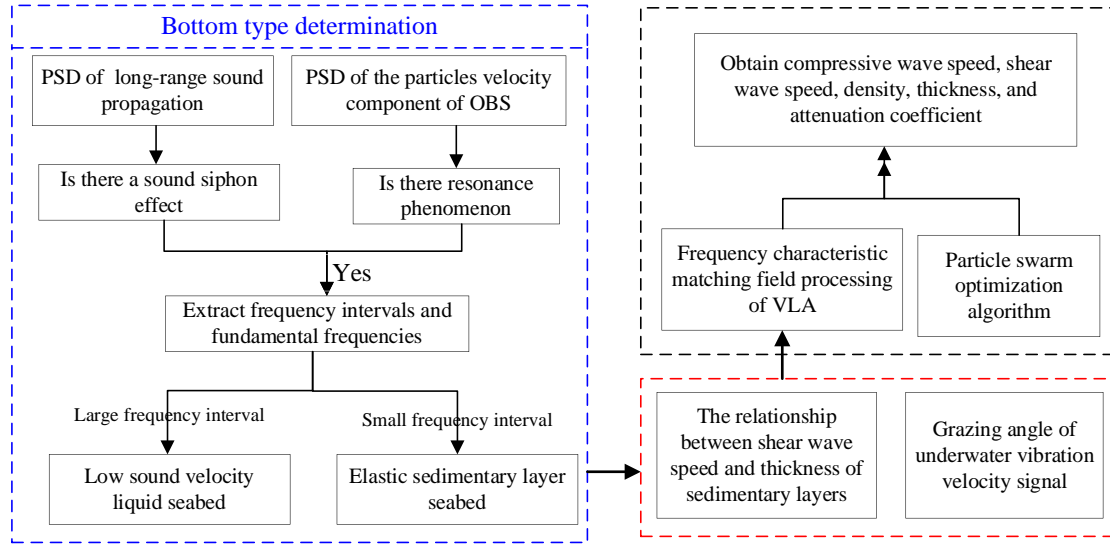 Bottom type determination
PSD of long-range sound
propagation
PSD of the particles velocity
component of OBS
Is there a sound siphon
effect
Is there resonance
phenomenon
Yes
Extract frequency intervals and
fundamental frequencies
Large frequency interval
Small frequency interval
Low sound velocity
liquid seabed
Elastic sedimentary layer
seabed
Obtain compressive wave speed, shear
wave speed, density, thickness, and
attenuation coefficient
Frequency characteristic
matching field processing
of VLA
Particle swarm
optimization
algorithm
The relationship
between shear wave
speed and thickness of
sedimentary layers
Grazing angle of
underwater vibration
velocity signal